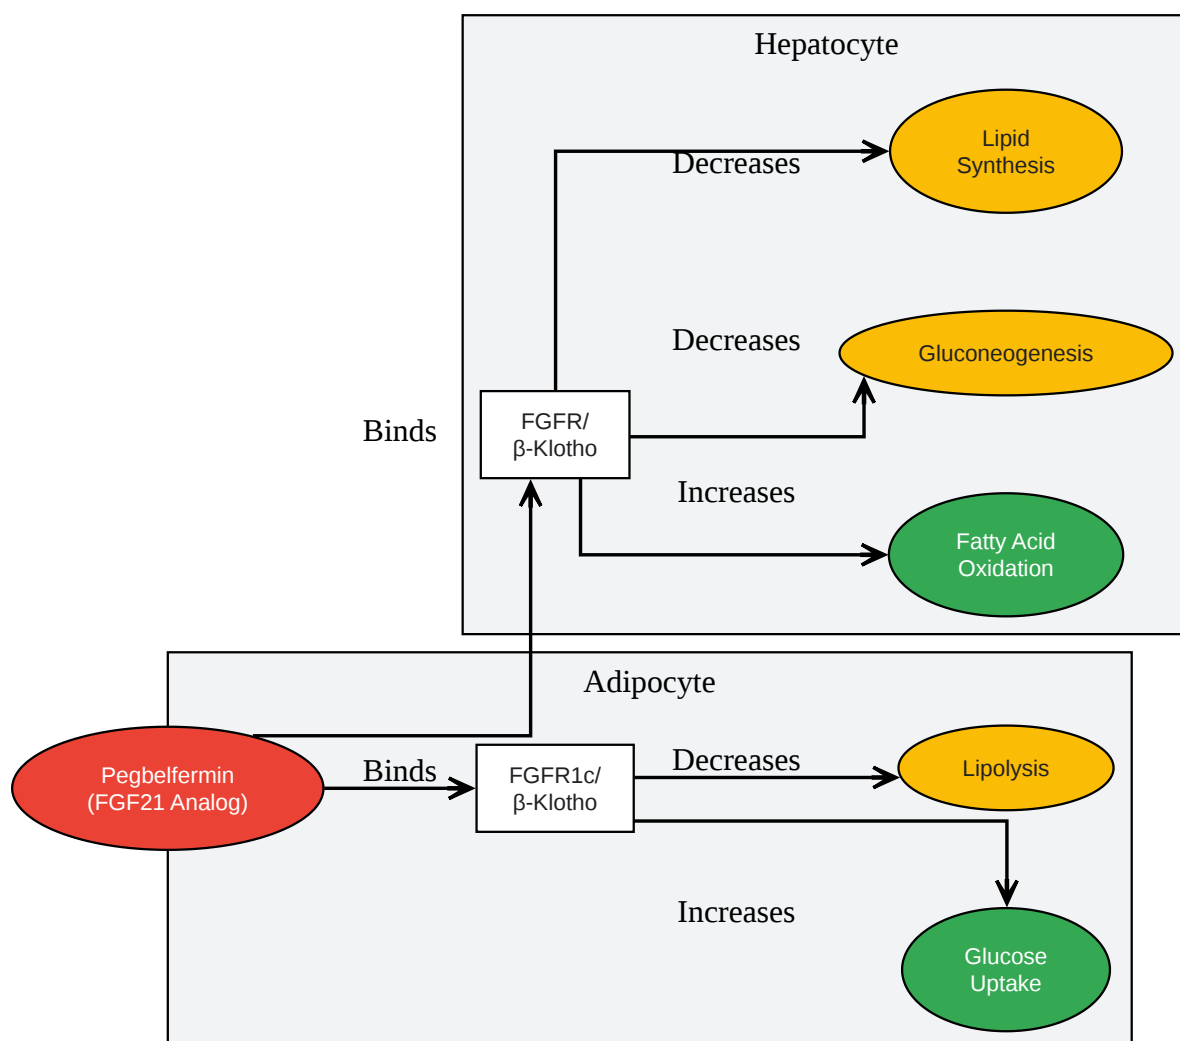 Hepatocyte
Lipid
Synthesis
Decreases
Decreases
Gluconeogenesis
FGFR/
β-Klotho
Binds
Increases
Fatty Acid
Oxidation
Adipocyte
Pegbelfermin
(FGF21 Analog)
Binds
FGFR1c/
β-Klotho
Decreases
Lipolysis
Increases
Glucose
Uptake